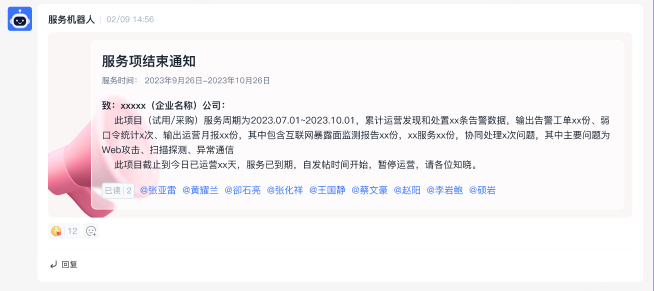 服务机器人 | 02/09 14:56
服务项结束通知
服务时间： 2023年9月26日~2023年10月26日
致：xxxxx（企业名称）公司：
此项目（试用/采购）服务周期为2023.07.01~2023.10.01，累计运营发现和处置xx条告警数据，输出告警工单xx份、弱
口令统计x次、输出运营月报xx份，其中包含互联网暴露面监测报告xx份，xx服务xx份，协同处理x次问题，其中主要问题为
Web攻击、扫描探测、异常通信
此项目截止到今日已运营xx天，服务已到期，自发帖时间开始，暂停运营，请各位知晓。
已读 | 2 @张亚雷 @黄耀兰 @邵石亮 @张化祥 @王国静 @蔡文豪 @赵阳 @李岩鲍 @硕岩
12
回复